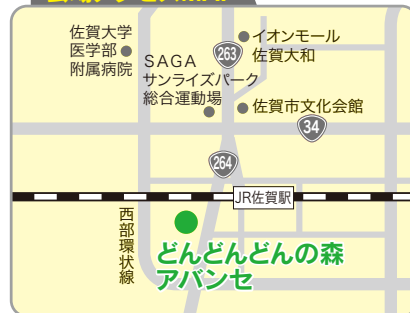 佐賀大学
医学部
附属病院
SAGA
サンライズパーク
総合運動場
263
イオンモール
佐賀大和
佐賀市文化会館
34
264
JR佐賀駅
西部環状線
どんどんどんの森
アバンセ